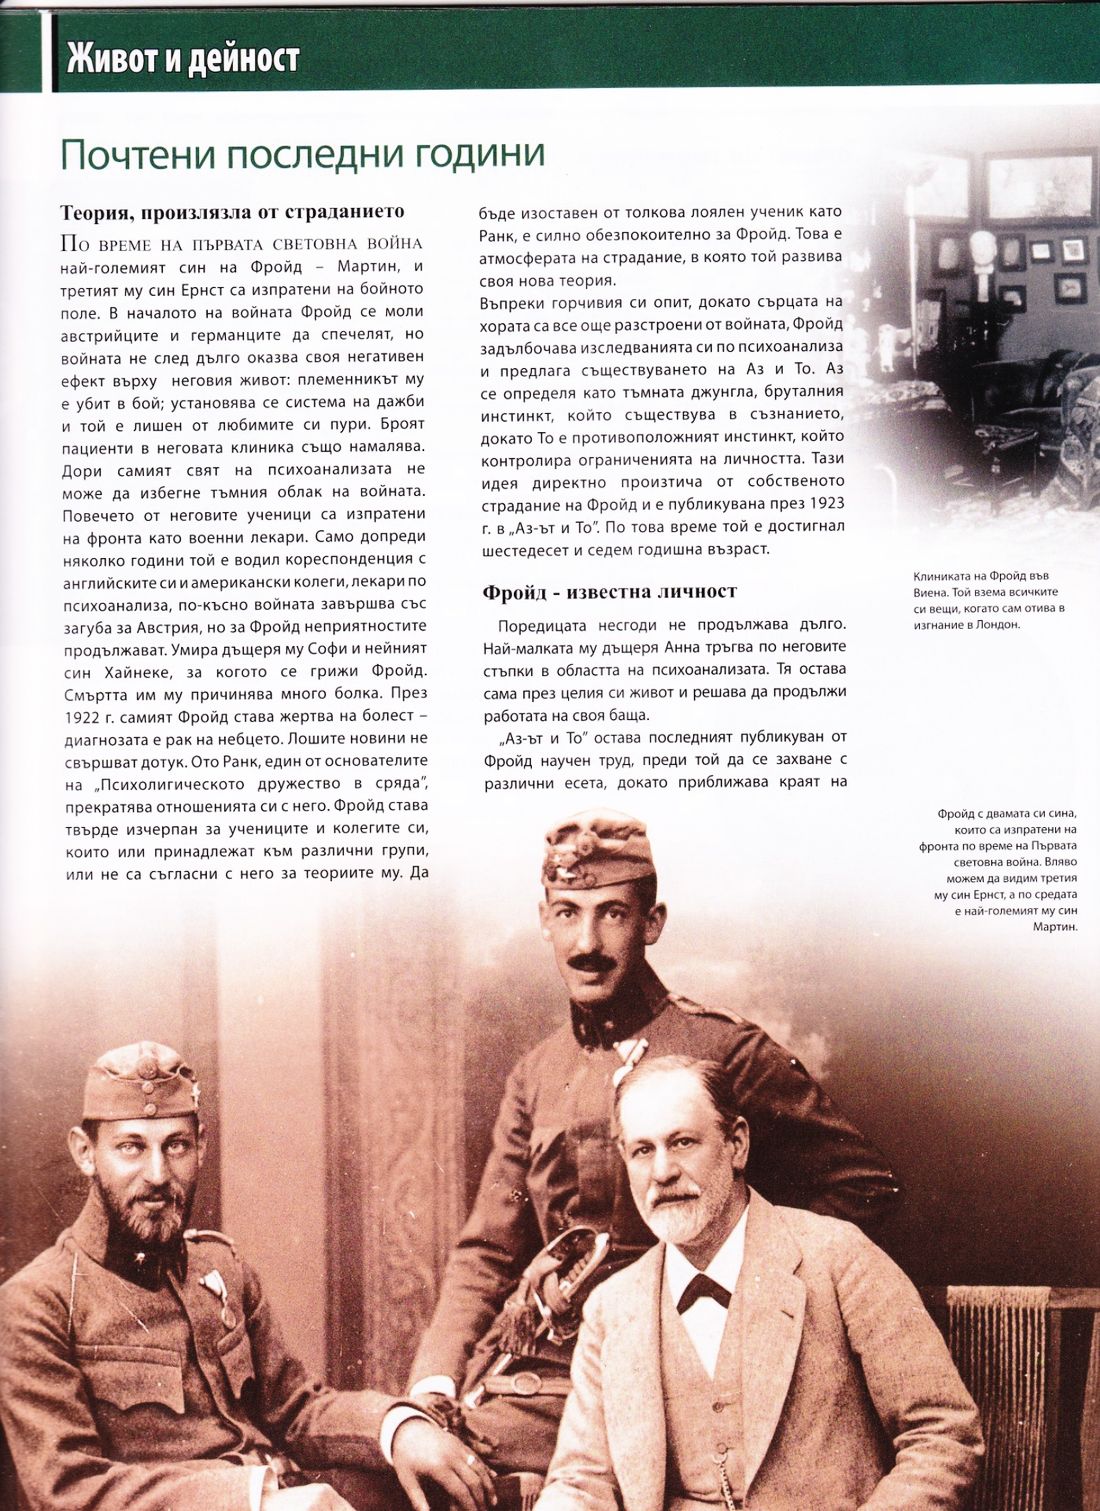 Живот и дейност
Почтени последни години
Теория, произлязла от страданието
По време на Първата световна война
най-големият син на Фройд – Мартин, и
третият му син Ернст са изпратени на бойното
поле. В началото на войната Фройд се моли
австрийците и германците да спечелят, но
войната не след дълго оказва своя негативен
ефект върху неговия живот: племенникът му
е убит в бой; установява се система на дажби
и той е лишен от любимите си пури. Броят
пациенти в неговата клиника също намалява.
Дори самият свят на психоанализата не
може да избегне тъмния облак на войната.
Повечето от неговите ученици са изпратени
на фронта като военни лекари. Само допреди
няколко години той е водил кореспонденция с
английските си и американски колеги, лекари по
психоанализа, по-късно войната завършва със
загуба за Австрия, но за Фройд неприятностите
продължават. Умира дъщеря му Софи и нейният
син Хайнеке, за когото се грижи Фройд.
Смъртта им му причинява много болка. През
1922 г. самият Фройд става жертва на болест –
диагнозата е рак на небцето. Лошите новини не
свършват дотук. Ото Ранк, един от основателите
на „Психолигическото дружество в сряда”,
прекратява отношенията си с него. Фройд става
твърде изчерпан за учениците и колегите си,
които или принадлежат към различни групи,
или не са съгласни с него за теориите му. Да
бъде изоставен от толкова лоялен ученик като
Ранк, е силно обезпокоително за Фройд. Това е
атмосферата на страдание, в която той развива
своя нова теория.
Въпреки горчивия си опит, докато сърцата на
хората са все още разстроени от войната, Фройд
задълбочава изследванията си по психоанализа
и предлага съществуването на Аз и То. Аз
се определя като тъмната джунгла, бруталния
инстинкт, който съществува в съзнанието,
докато То е противоположният инстинкт, който
контролира ограниченията на личността. Тази
идея директно произтича от собственото
страдание на Фройд и е публикувана през 1923
г. в „Аз-ът и То”. По това време той е достигнал
шестедесет и седем годишна възраст.
Фройд - известна личност
Поредицата несгоди не продължава дълго.
Най-малката му дъщеря Анна тръгва по неговите
стъпки в областта на психоанализата. Тя остава
сама през целия си живот и решава да продължи
работата на своя баща.
„Аз-ът и То” остава последният публикуван от
Фройд научен труд, преди той да се захване с
различни есета, докато приближава краят на
Клиниката на Фройд във
Виена. Той взема всичките
си вещи, когато сам отива в
изгнание в Лондон.
Фройд с двамата си сина,
които са изпратени на
фронта по време на Първата
световна война. Вляво
можем да видим третия
му син Ернст, а по средата
е най-големият му син
Мартин.